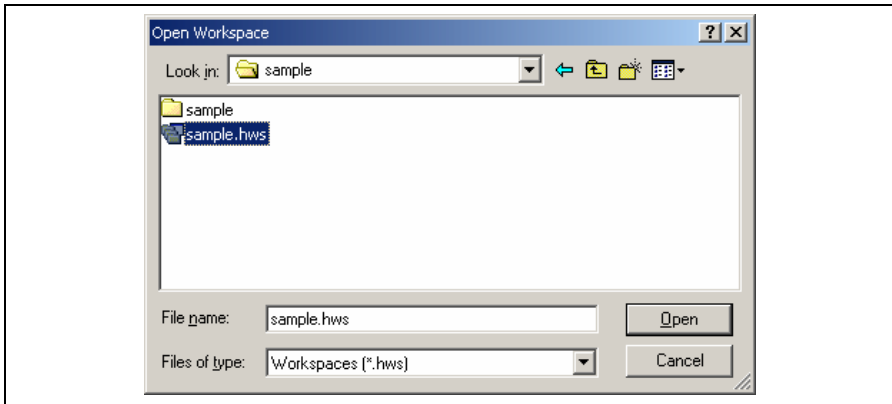 Open Workspace
Look in: sample
sample
sample.hws
File name: sample.hws
Open
Files of type: Workspaces (*.hws)
Cancel